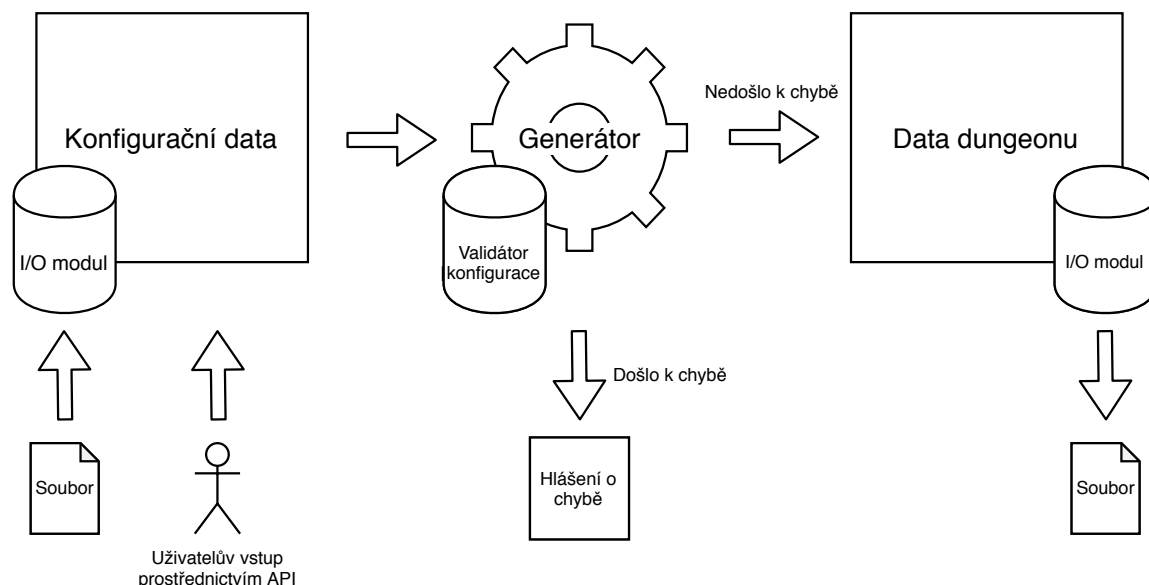 Nedošlo k chybě
Konfigurační data
Generátor
Data dungeonu
I/O modul
Validátor
konfigurace
I/O modul
Došlo k chybě
Soubor
Hlášení o
chybě
Soubor
Uživatelův vstup
prostřednictvím API